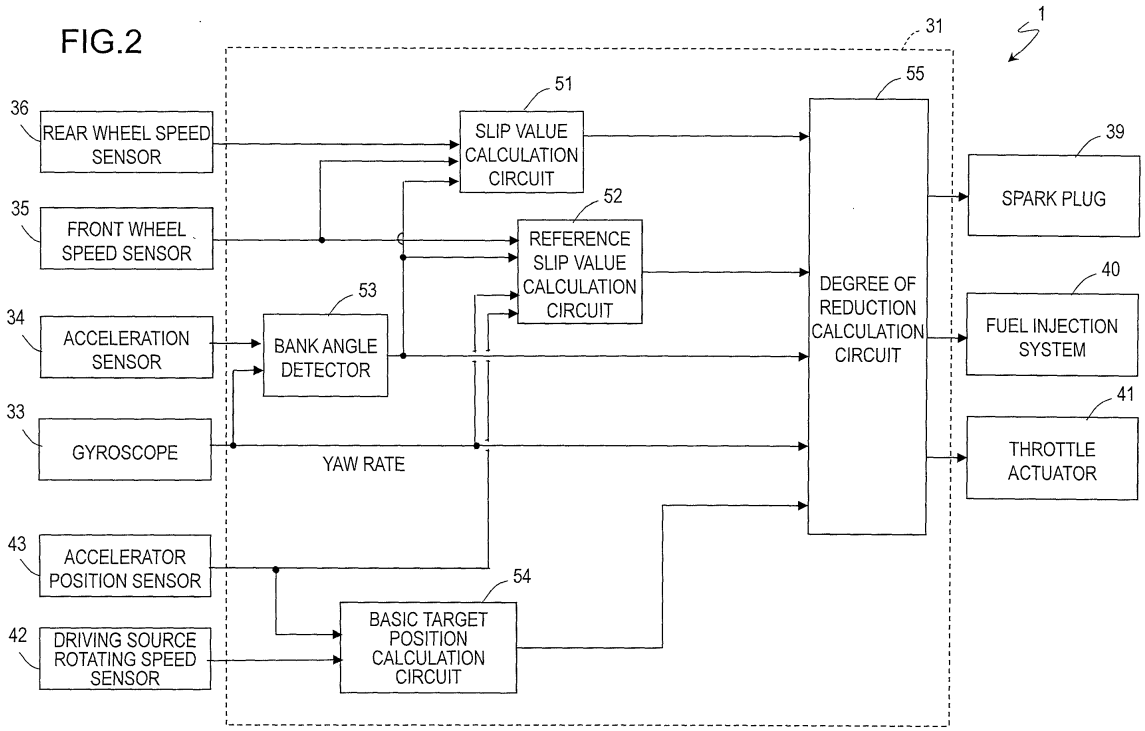 FIG.2
1
31
36
REAR WHEEL SPEED
SENSOR
51
SLIP VALUE
CALCULATION
CIRCUIT
55
DEGREE OF
REDUCTION
CALCULATION
CIRCUIT
39
SPARK PLUG
35
FRONT WHEEL
SPEED SENSOR
52
REFERENCE
SLIP VALUE
CALCULATION
CIRCUIT
40
FUEL INJECTION
SYSTEM
34
ACCELERATION
SENSOR
53
BANK ANGLE
DETECTOR
41
THROTTLE
ACTUATOR
33
GYROSCOPE
YAW RATE
43
ACCELERATOR
POSITION SENSOR
54
BASIC TARGET
POSITION
CALCULATION
CIRCUIT
42
DRIVING SOURCE
ROTATING SPEED
SENSOR